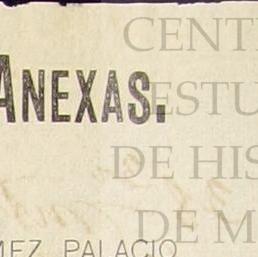 CENT
ANEXAS.
ESTU
DE HIS
DE M
MEZ PALACIO